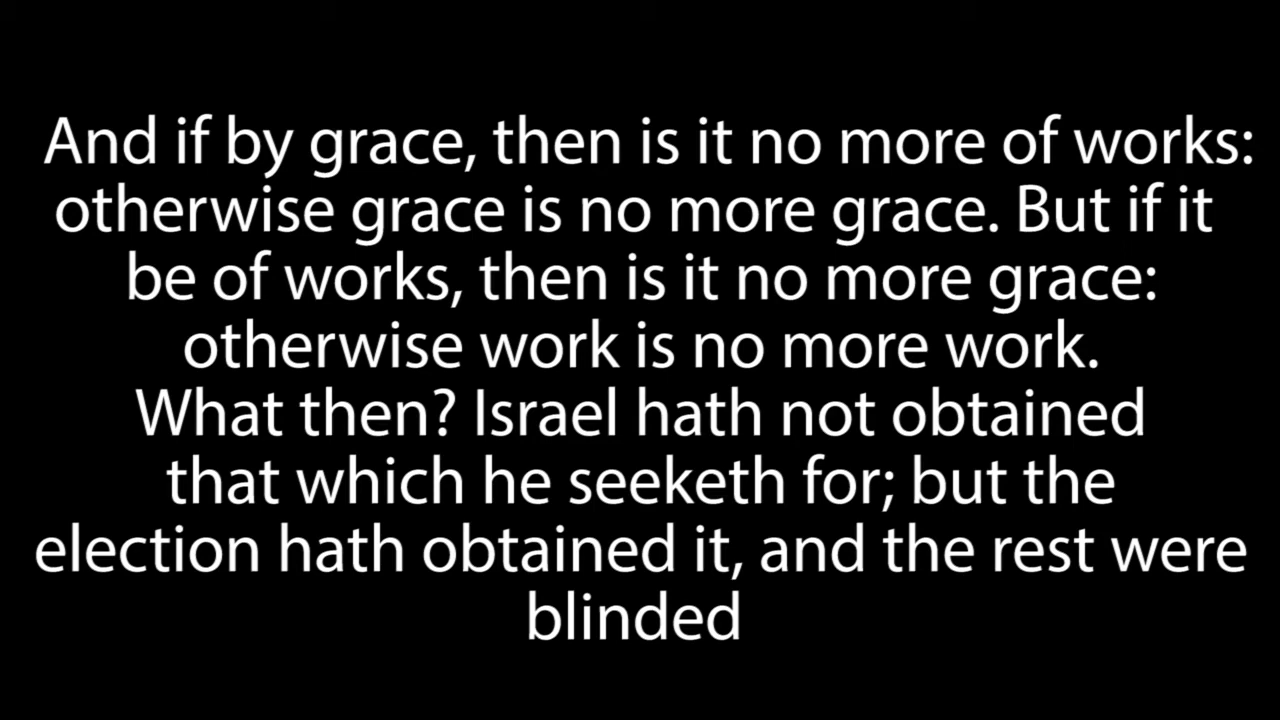 And if by grace, then is it no more of works:
otherwise grace is no more grace. But if it
be of works, then is it no more grace:
otherwise work is no more work.
What then? Israel hath not obtained
that which he seeketh for; but the
election hath obtained it, and the rest were
blinded